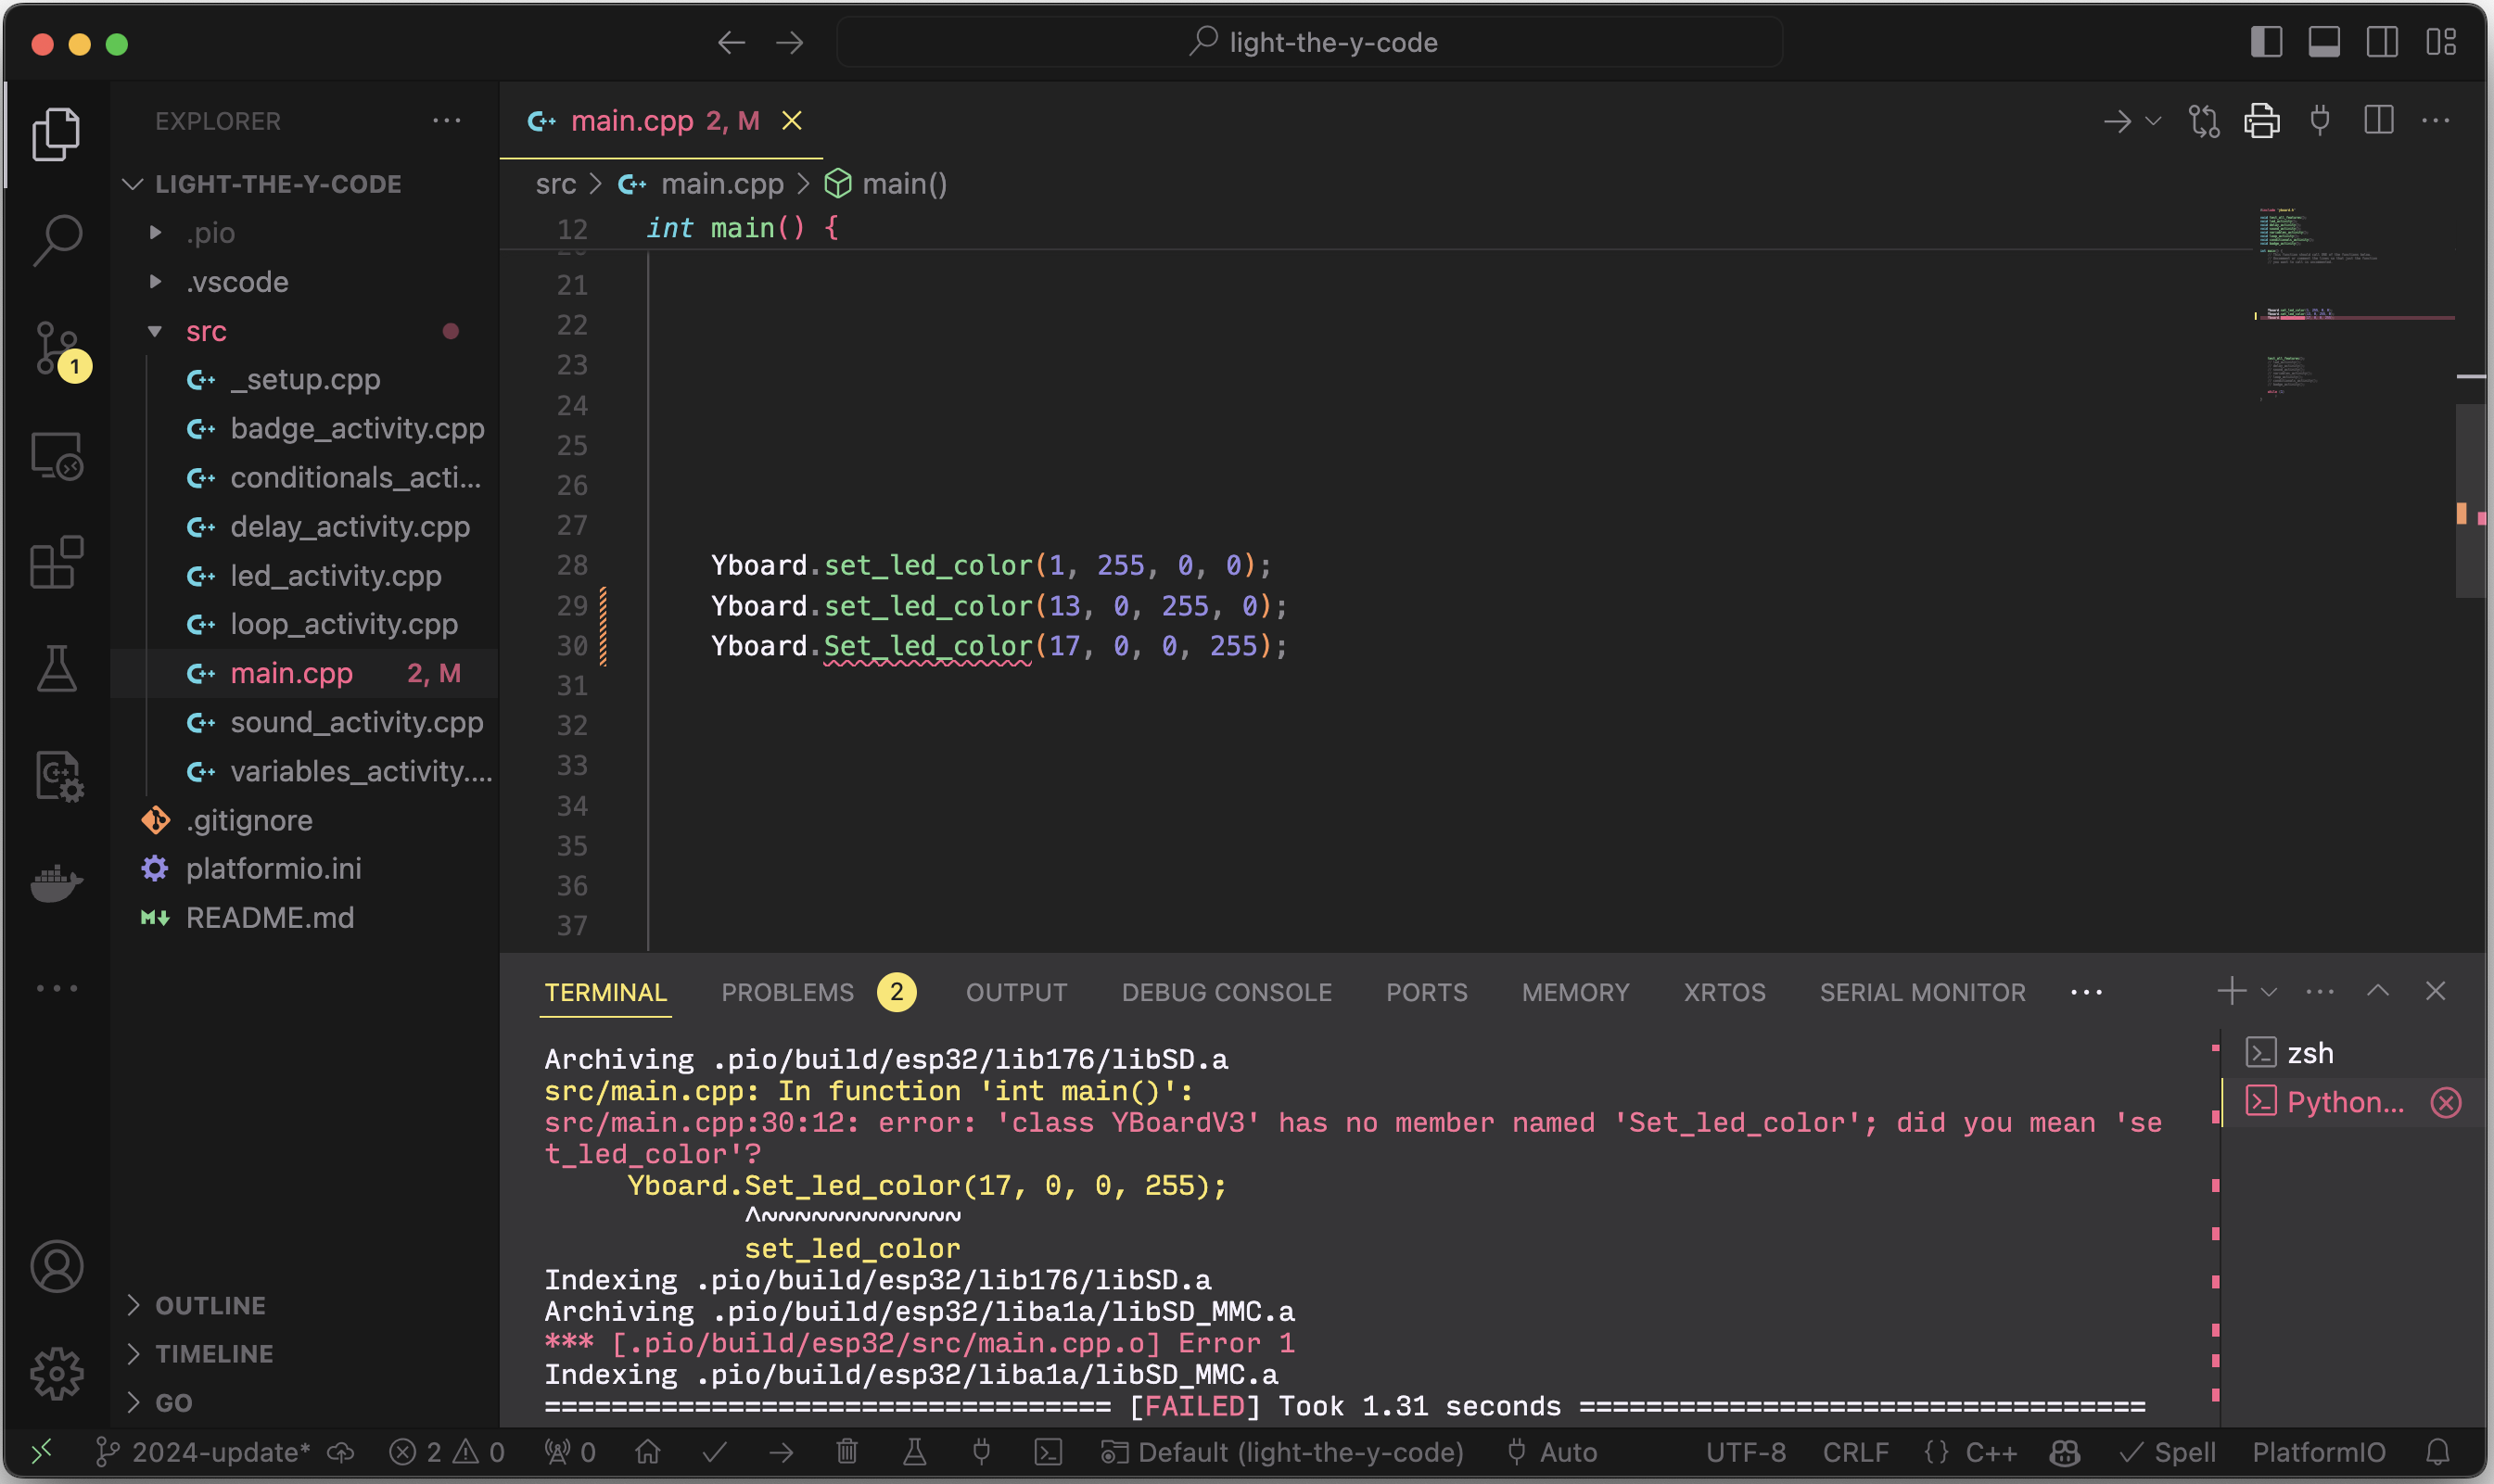 light-the-y-code
EXPLORER
LIGHT-THE-Y-CODE
.pio
.vscode
src
_setup.cpp
badge_activity.cpp
conditionals_acti...
delay_activity.cpp
led_activity.cpp
loop_activity.cpp
main.cpp 2, M
sound_activity.cpp
variables_activity....
.gitignore
platformio.ini
README.md
OUTLINE
TIMELINE
GO
1
main.cpp 2, M
src > main.cpp > main()
12 int main() {
21
22
23
24
25
26
27
28 Yboard.set_led_color(1, 255, 0, 0);
29 Yboard.set_led_color(13, 0, 255, 0);
30 Yboard.Set_led_color(17, 0, 0, 255);
31
32
33
34
35
36
37
TERMINAL PROBLEMS 2 OUTPUT DEBUG CONSOLE PORTS MEMORY XRTOS SERIAL MONITOR
Archiving .pio/build/esp32/lib176/libSD.a
src/main.cpp: In function 'int main()':
src/main.cpp:30:12: error: 'class YBoardV3' has no member named 'Set_led_color'; did you mean 'se
t_led_color'?
Yboard.Set_led_color(17, 0, 0, 255);
^~~~~~~~~~~~~
set_led_color
Indexing .pio/build/esp32/lib176/libSD.a
Archiving .pio/build/esp32/liba1a/libSD_MMC.a
*** [.pio/build/esp32/src/main.cpp.o] Error 1
Indexing .pio/build/esp32/liba1a/libSD_MMC.a
================================== [FAILED] Took 1.31 seconds ==================================
zsh
Python...
2024-update* 2 0 0 Default (light-the-y-code) Auto UTF-8 CRLF {} C++ Spell PlatformIO